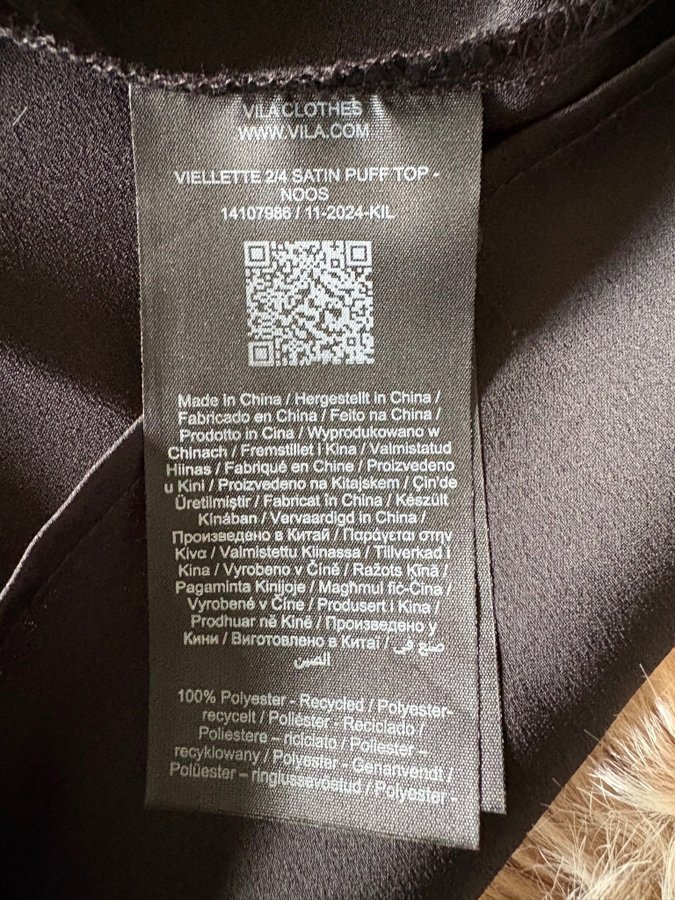 VILA CLOTHES
WWW.VILA.COM
VIELLETTE 2/4 SATIN PUFF TOP -
NOOS
14107986 / 11-2024-KIL
Made in China / Hergestellt in China /
Fabricado en China / Feito na China /
Prodotto in Cina / Wyprodukowano w
Chinach / Fremstillet i Kina / Valmistatud
Hiinas / Fabriqué en Chine / Proizvedeno
u Kini / Proizvedeno na Kitajskem / Çin'de
Üretilmiştir / Fabricat în China / Készült
Kínában / Vervaardigd in China /
Произведено в Китай / Παράγεται στην
Κίνα / Valmistettu Kiinassa / Tillverkad i
Kina / Vyrobeno v Číně / Ražots Ķīnā /
Pagaminta Kinijoje / Magħmul fiċ-Ċina /
Vyrobené v Číne / Produsert i Kina /
Prodhuar në Kinë / Произведено у
Кини / Виготовлено в Китаї / صنع في
الصين
100% Polyester - Recycled / Polyester-
recycelt / Poliéster - Reciclado /
Poliestere – riciclato / Poliester –
recyklowany / Polyester - Genanvendt /
Polüester – ringlussevõetud / Polyester -